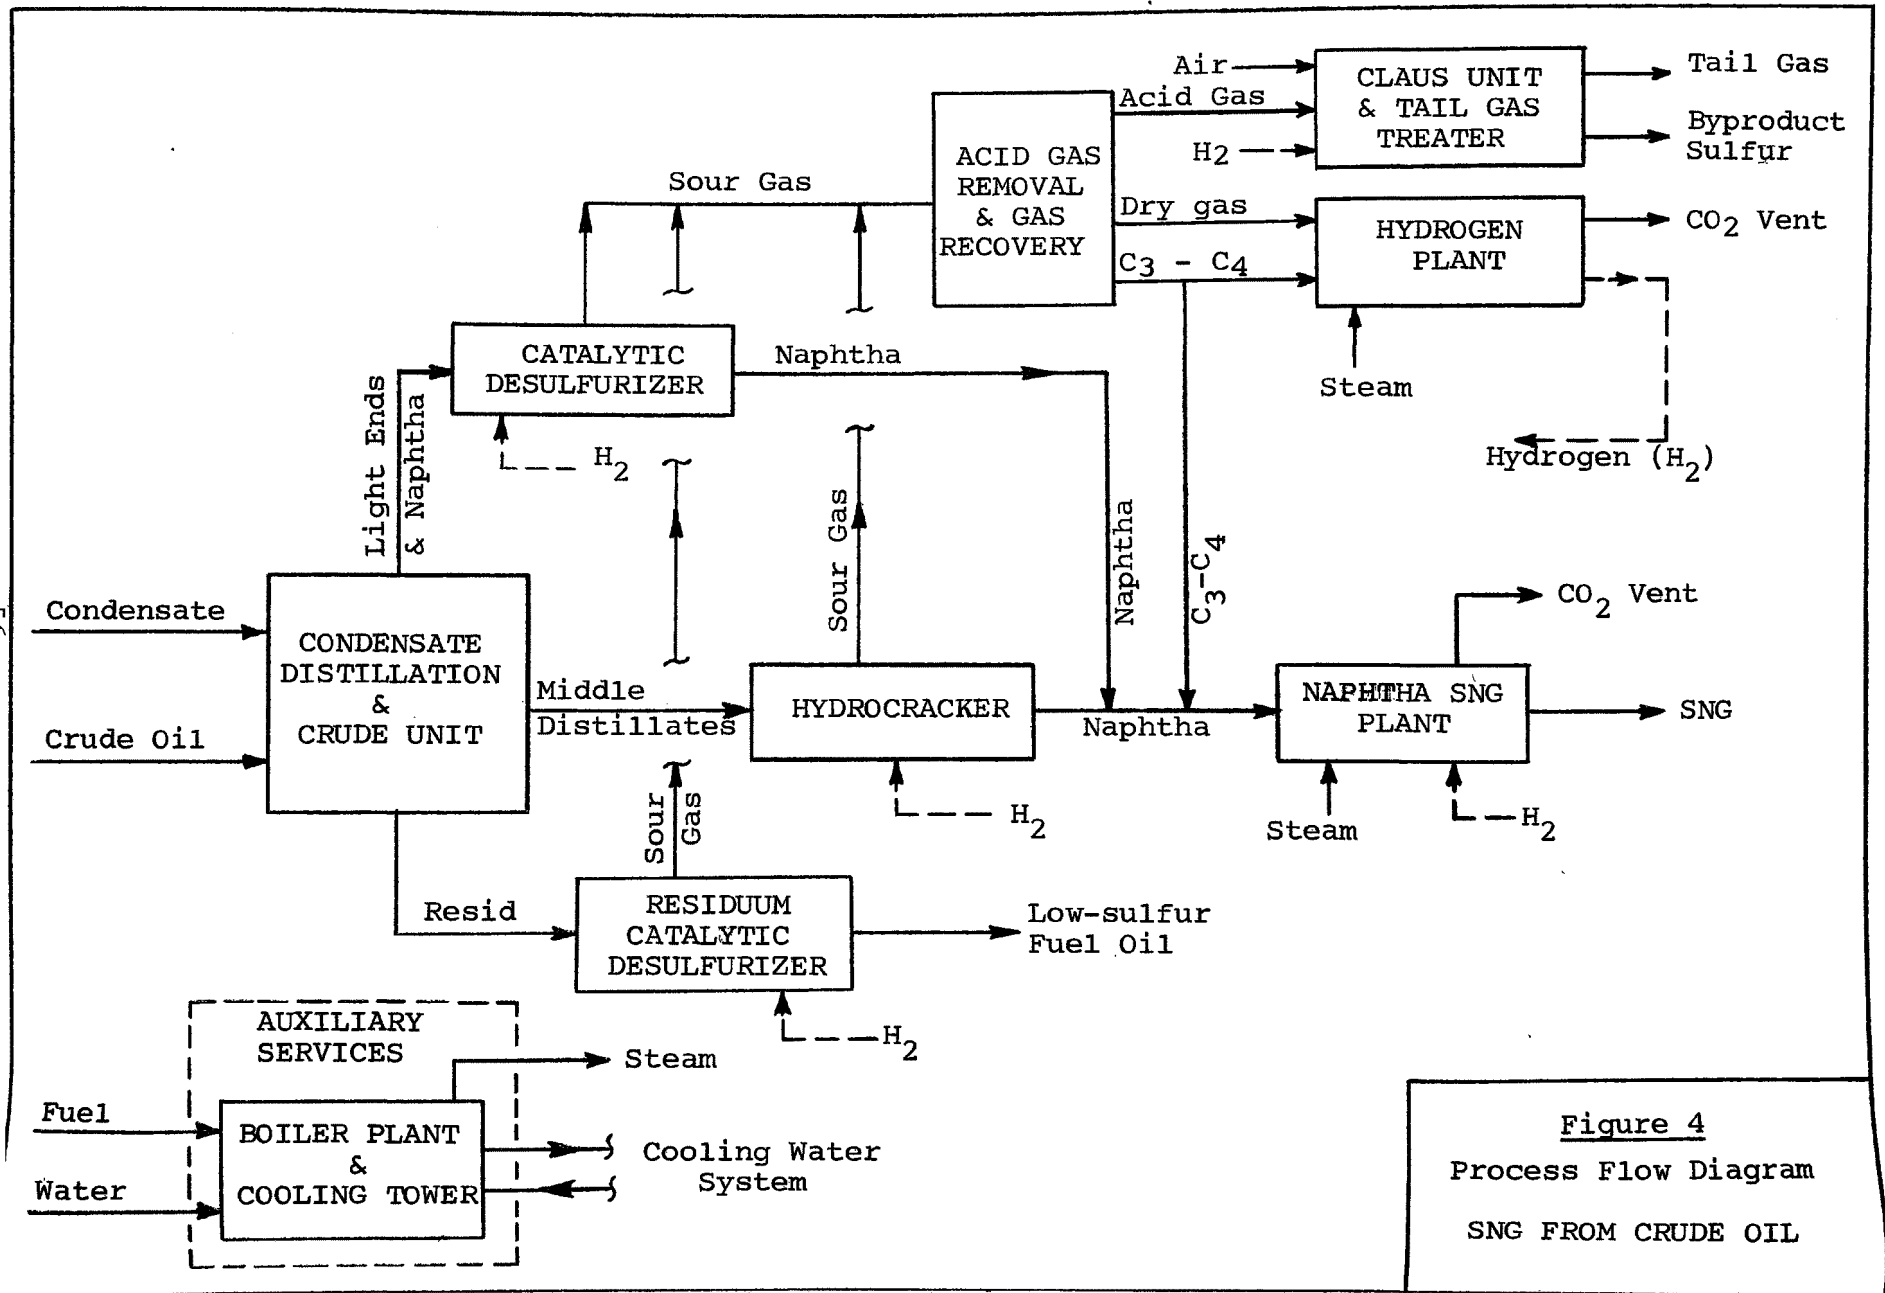 Air
Acid Gas
H2
CLAUS UNIT
& TAIL GAS
TREATER
Tail Gas
Byproduct
Sulfur
ACID GAS
REMOVAL
& GAS
RECOVERY
Sour Gas
Dry gas
C3 - C4
HYDROGEN
PLANT
CO2 Vent
Steam
Hydrogen (H2)
CATALYTIC
DESULFURIZER
Naphtha
H2
Light Ends
& Naphtha
Sour Gas
Naphtha
C3-C4
Condensate
Crude Oil
CONDENSATE
DISTILLATION
&
CRUDE UNIT
Middle
Distillates
HYDROCRACKER
Naphtha
H2
NAPHTHA SNG
PLANT
CO2 Vent
SNG
Steam
H2
Sour
Gas
Resid
RESIDUUM
CATALYTIC
DESULFURIZER
Low-sulfur
Fuel Oil
H2
AUXILIARY
SERVICES
Steam
Fuel
Water
BOILER PLANT
&
COOLING TOWER
Cooling Water
System
Figure 4
Process Flow Diagram
SNG FROM CRUDE OIL